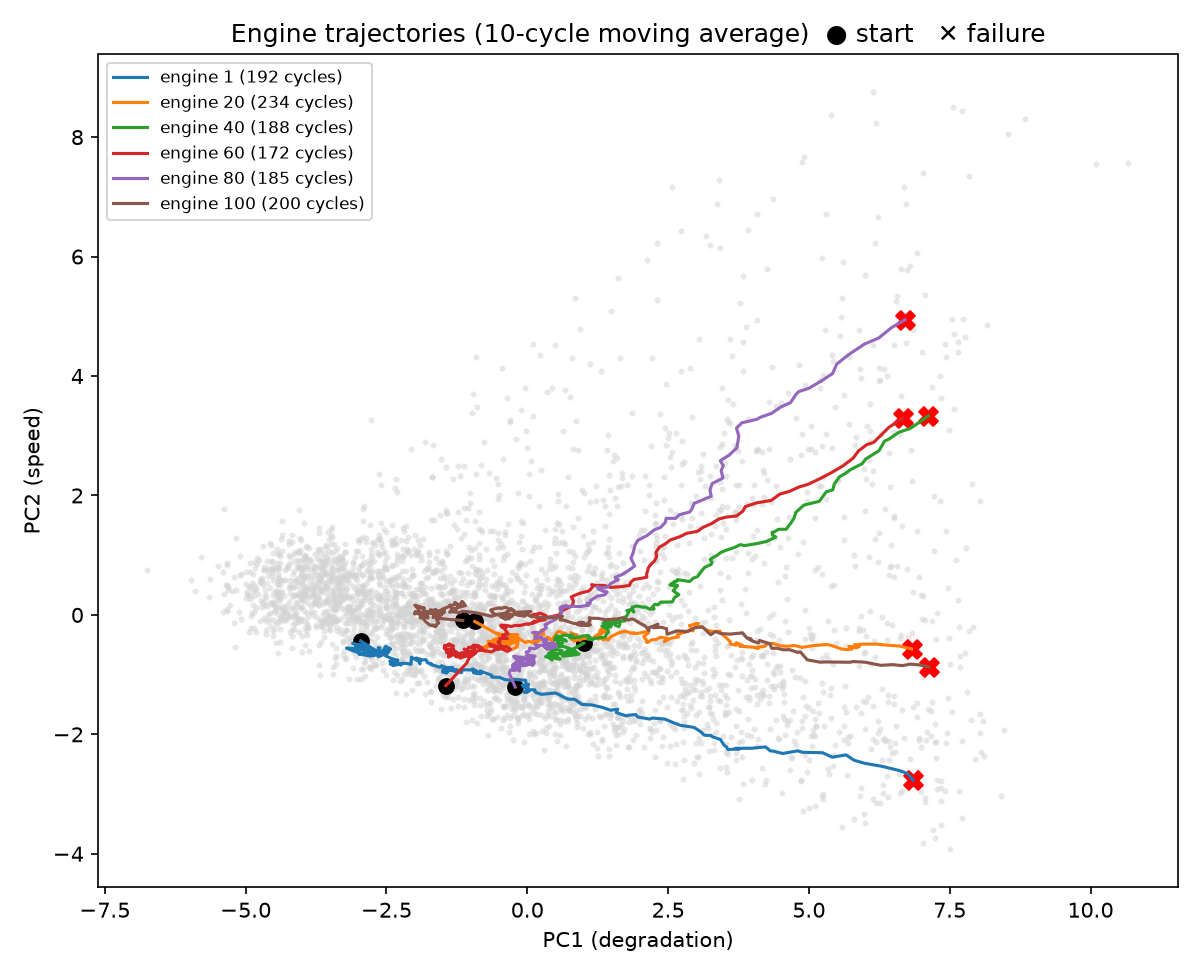 Engine trajectories (10-cycle moving average) ● start ✕ failure
engine 1 (192 cycles)
engine 20 (234 cycles)
engine 40 (188 cycles)
engine 60 (172 cycles)
engine 80 (185 cycles)
engine 100 (200 cycles)
8
6
4
2
0
−2
−4
PC2 (speed)
−7.5 −5.0 −2.5 0.0 2.5 5.0 7.5 10.0
PC1 (degradation)